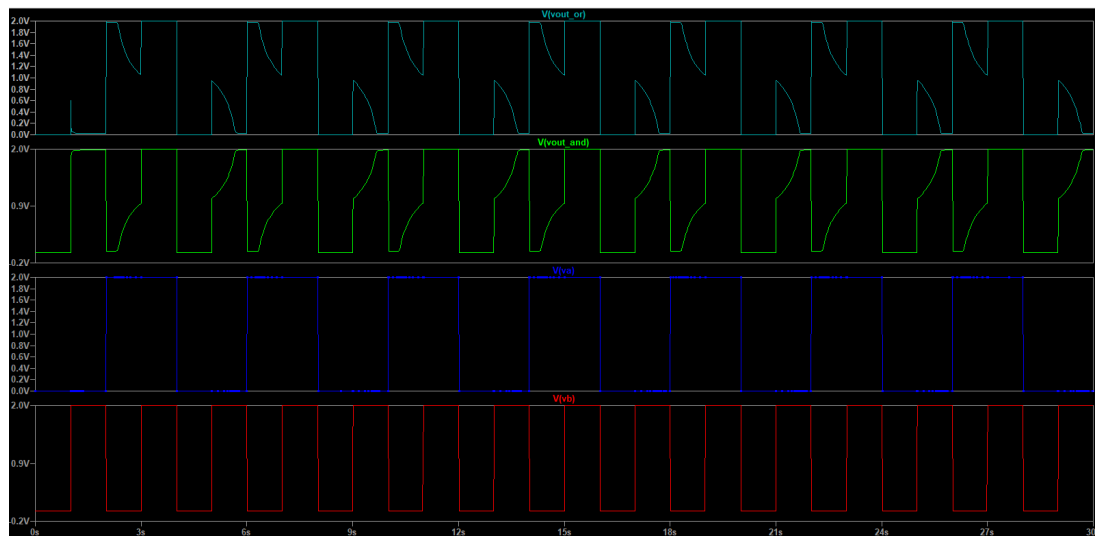 V(vout_or)
2.0V
1.8V
1.6V
1.4V
1.2V
1.0V
0.8V
0.6V
0.4V
0.2V
0.0V
V(vout_and)
2.0V
0.9V
-0.2V
V(va)
2.0V
1.8V
1.6V
1.4V
1.2V
1.0V
0.8V
0.6V
0.4V
0.2V
0.0V
V(vb)
2.0V
0.9V
-0.2V
0s 3s 6s 9s 12s 15s 18s 21s 24s 27s 30